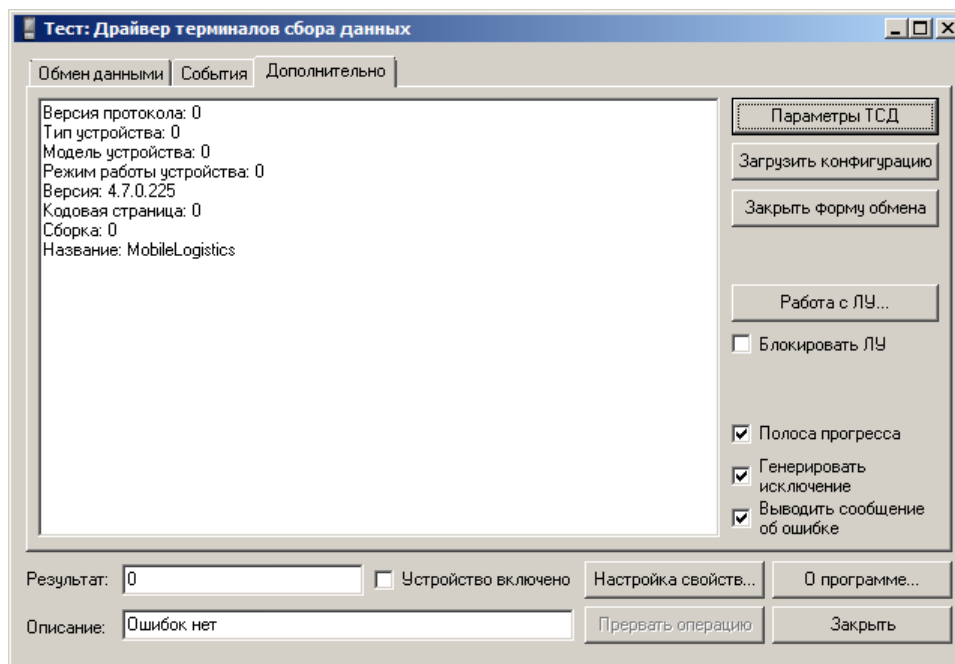 Тест: Драйвер терминалов сбора данных
Обмен данными
События
Дополнительно
Версия протокола: 0
Тип устройства: 0
Модель устройства: 0
Режим работы устройства: 0
Версия: 4.7.0.225
Кодовая страница: 0
Сборка: 0
Название: MobileLogistics
Параметры ТСД
Загрузить конфигурацию
Закрыть форму обмена
Работа с ЛУ...
Блокировать ЛУ
Полоса прогресса
Генерировать
исключение
Выводить сообщение
об ошибке
Результат: 0
Устройство включено
Настройка свойств...
О программе...
Описание: Ошибок нет
Прервать операцию
Закрыть